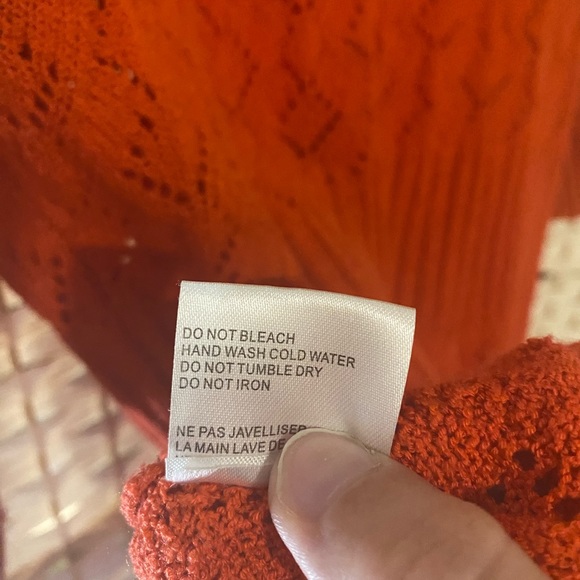 DO NOT BLEACH
HAND WASH COLD WATER
DO NOT TUMBLE DRY
DO NOT IRON
NE PAS JAVELLISER
LA MAIN LAVE DE